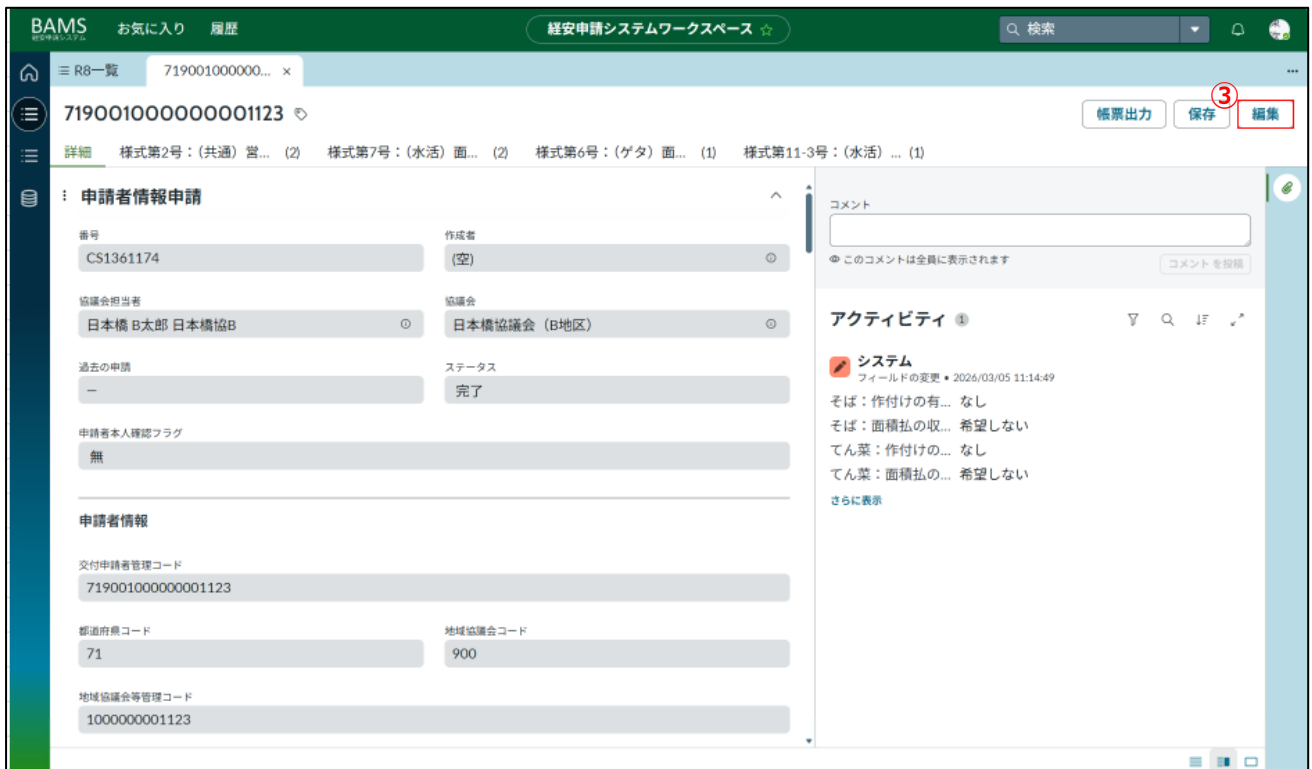 BAMS お気に入り 履歴 経安申請システムワークスペース ☆ 検索
経安申請システム
R8一覧 719001000000... ×
③
719001000000001123 帳票出力 保存 編集
詳細 様式第2号：(共通) 営... (2) 様式第7号：(水活) 面... (2) 様式第6号：(ゲタ) 面... (1) 様式第11-3号：(水活) ... (1)
申請者情報申請
番号 作成者
CS1361174 (空)
協議会担当者 協議会
日本橋 B太郎 日本橋協B 日本橋協議会（B地区）
過去の申請 ステータス
— 完了
申請者本人確認フラグ
無
申請者情報
交付申請者管理コード
719001000000001123
都道府県コード 地域協議会コード
71 900
地域協議会等管理コード
1000000001123
コメント
このコメントは全員に表示されます コメント を投稿
アクティビティ 1
システム
フィールドの変更 • 2026/03/05 11:14:49
そば：作付けの有... なし
そば：面積払の収... 希望しない
てん菜：作付けの... なし
てん菜：面積払の... 希望しない
さらに表示